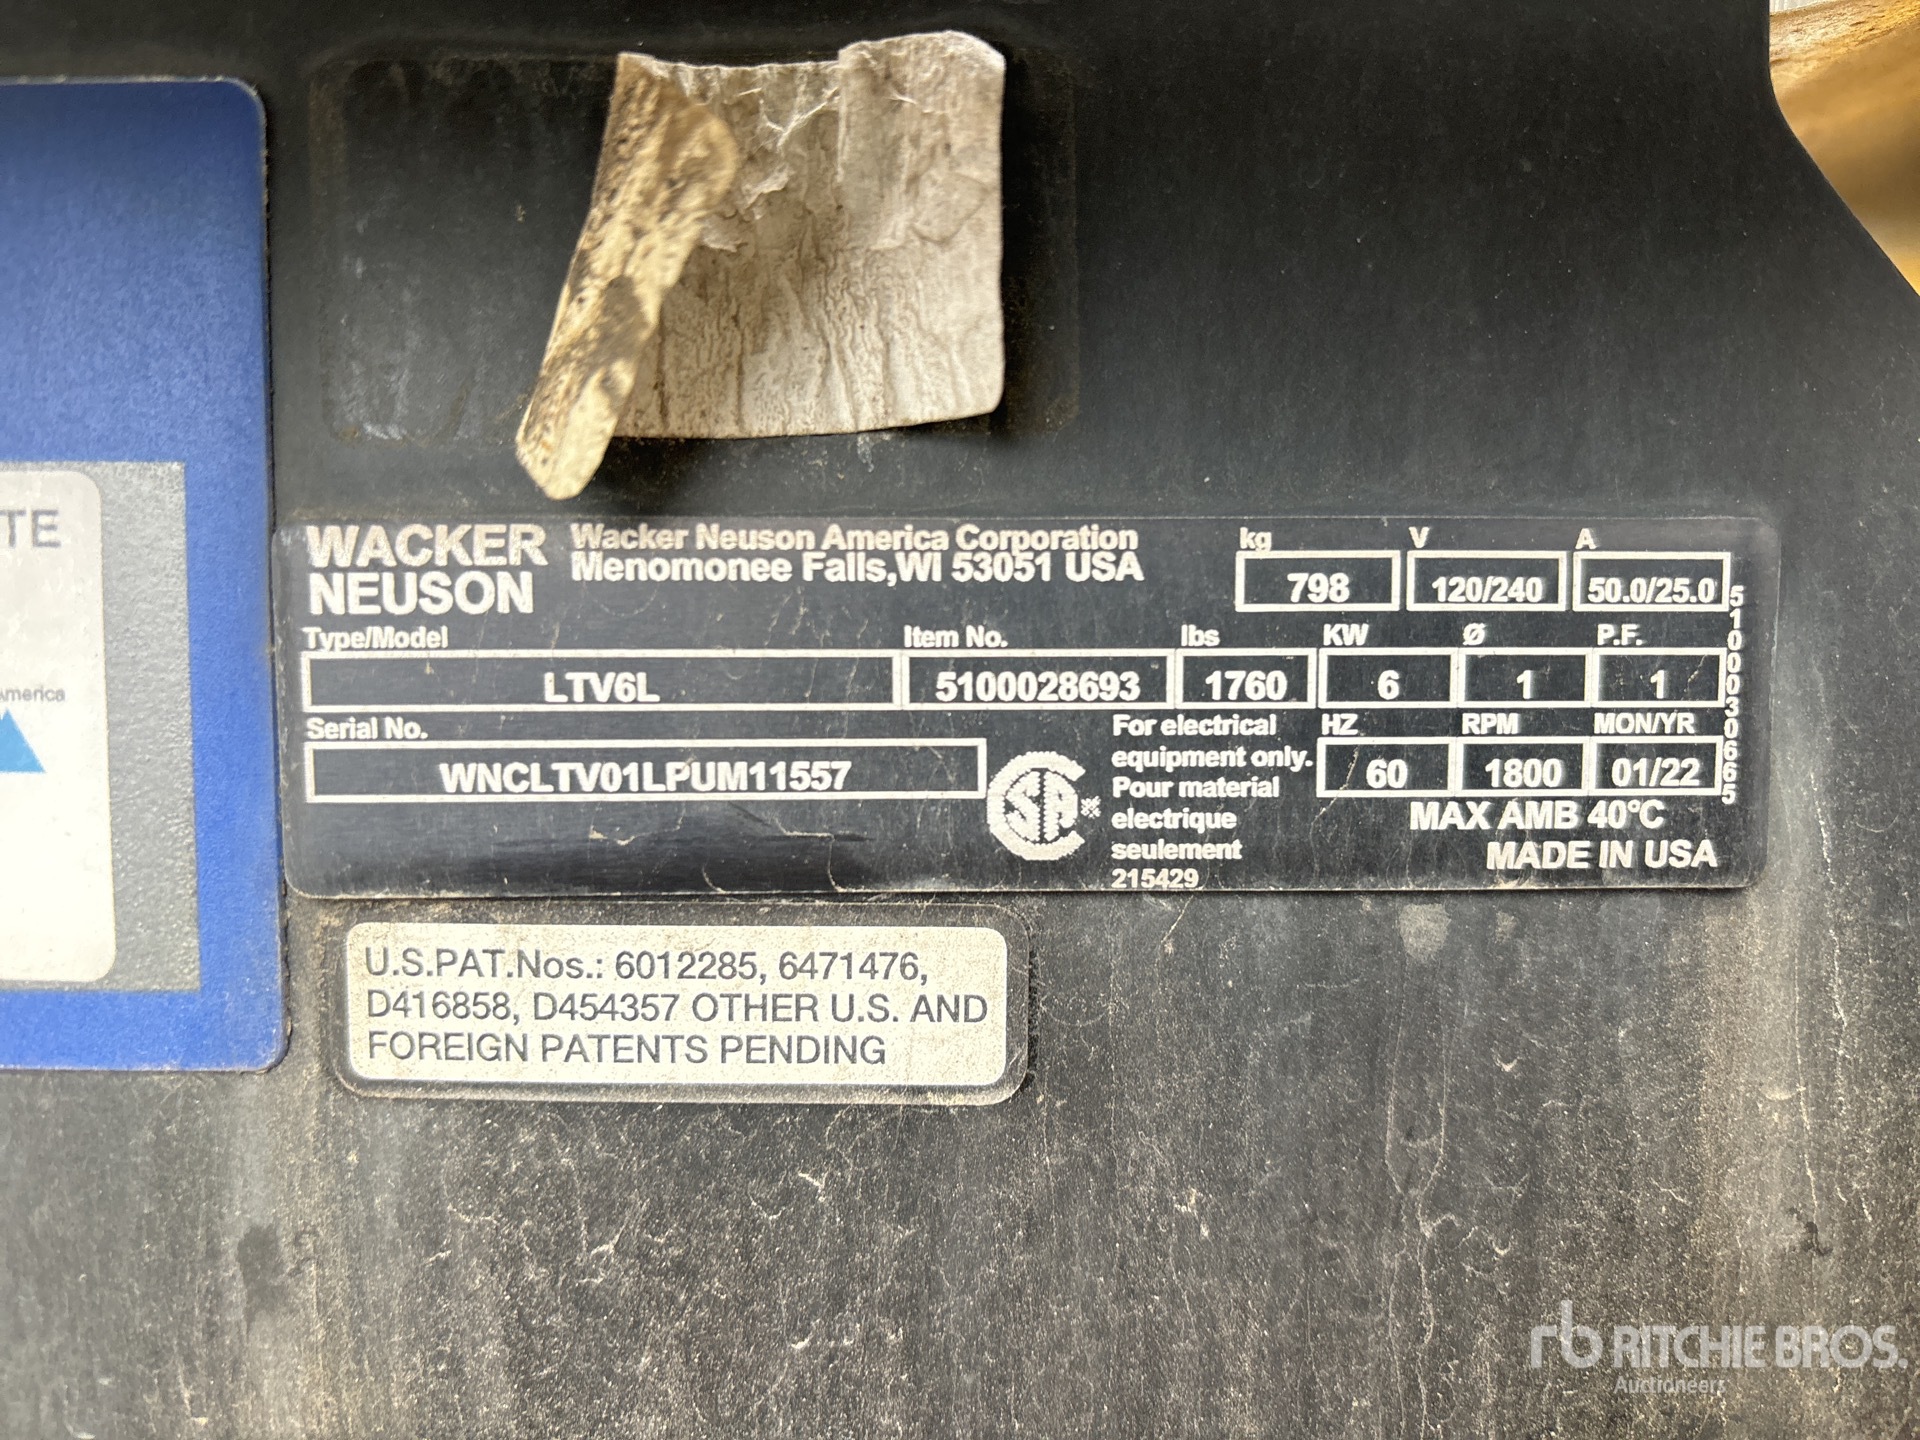 TE
America
WACKER
NEUSON
Wacker Neuson America Corporation
Menomonee Falls,WI 53051 USA
kg V A
798 120/240 50.0/25.0
Type/Model Item No. lbs KW Ø P.F.
LTV6L 5100028693 1760 6 1 1
Serial No. HZ RPM MON/YR
WNCLTV01LPUM11557 60 1800 01/22
CSA
For electrical
equipment only.
Pour material
electrique
seulement
215429
MAX AMB 40°C
MADE IN USA
5100030665
U.S.PAT.Nos.: 6012285, 6471476,
D416858, D454357 OTHER U.S. AND
FOREIGN PATENTS PENDING
rb RITCHIE BROS.
Auctioneers